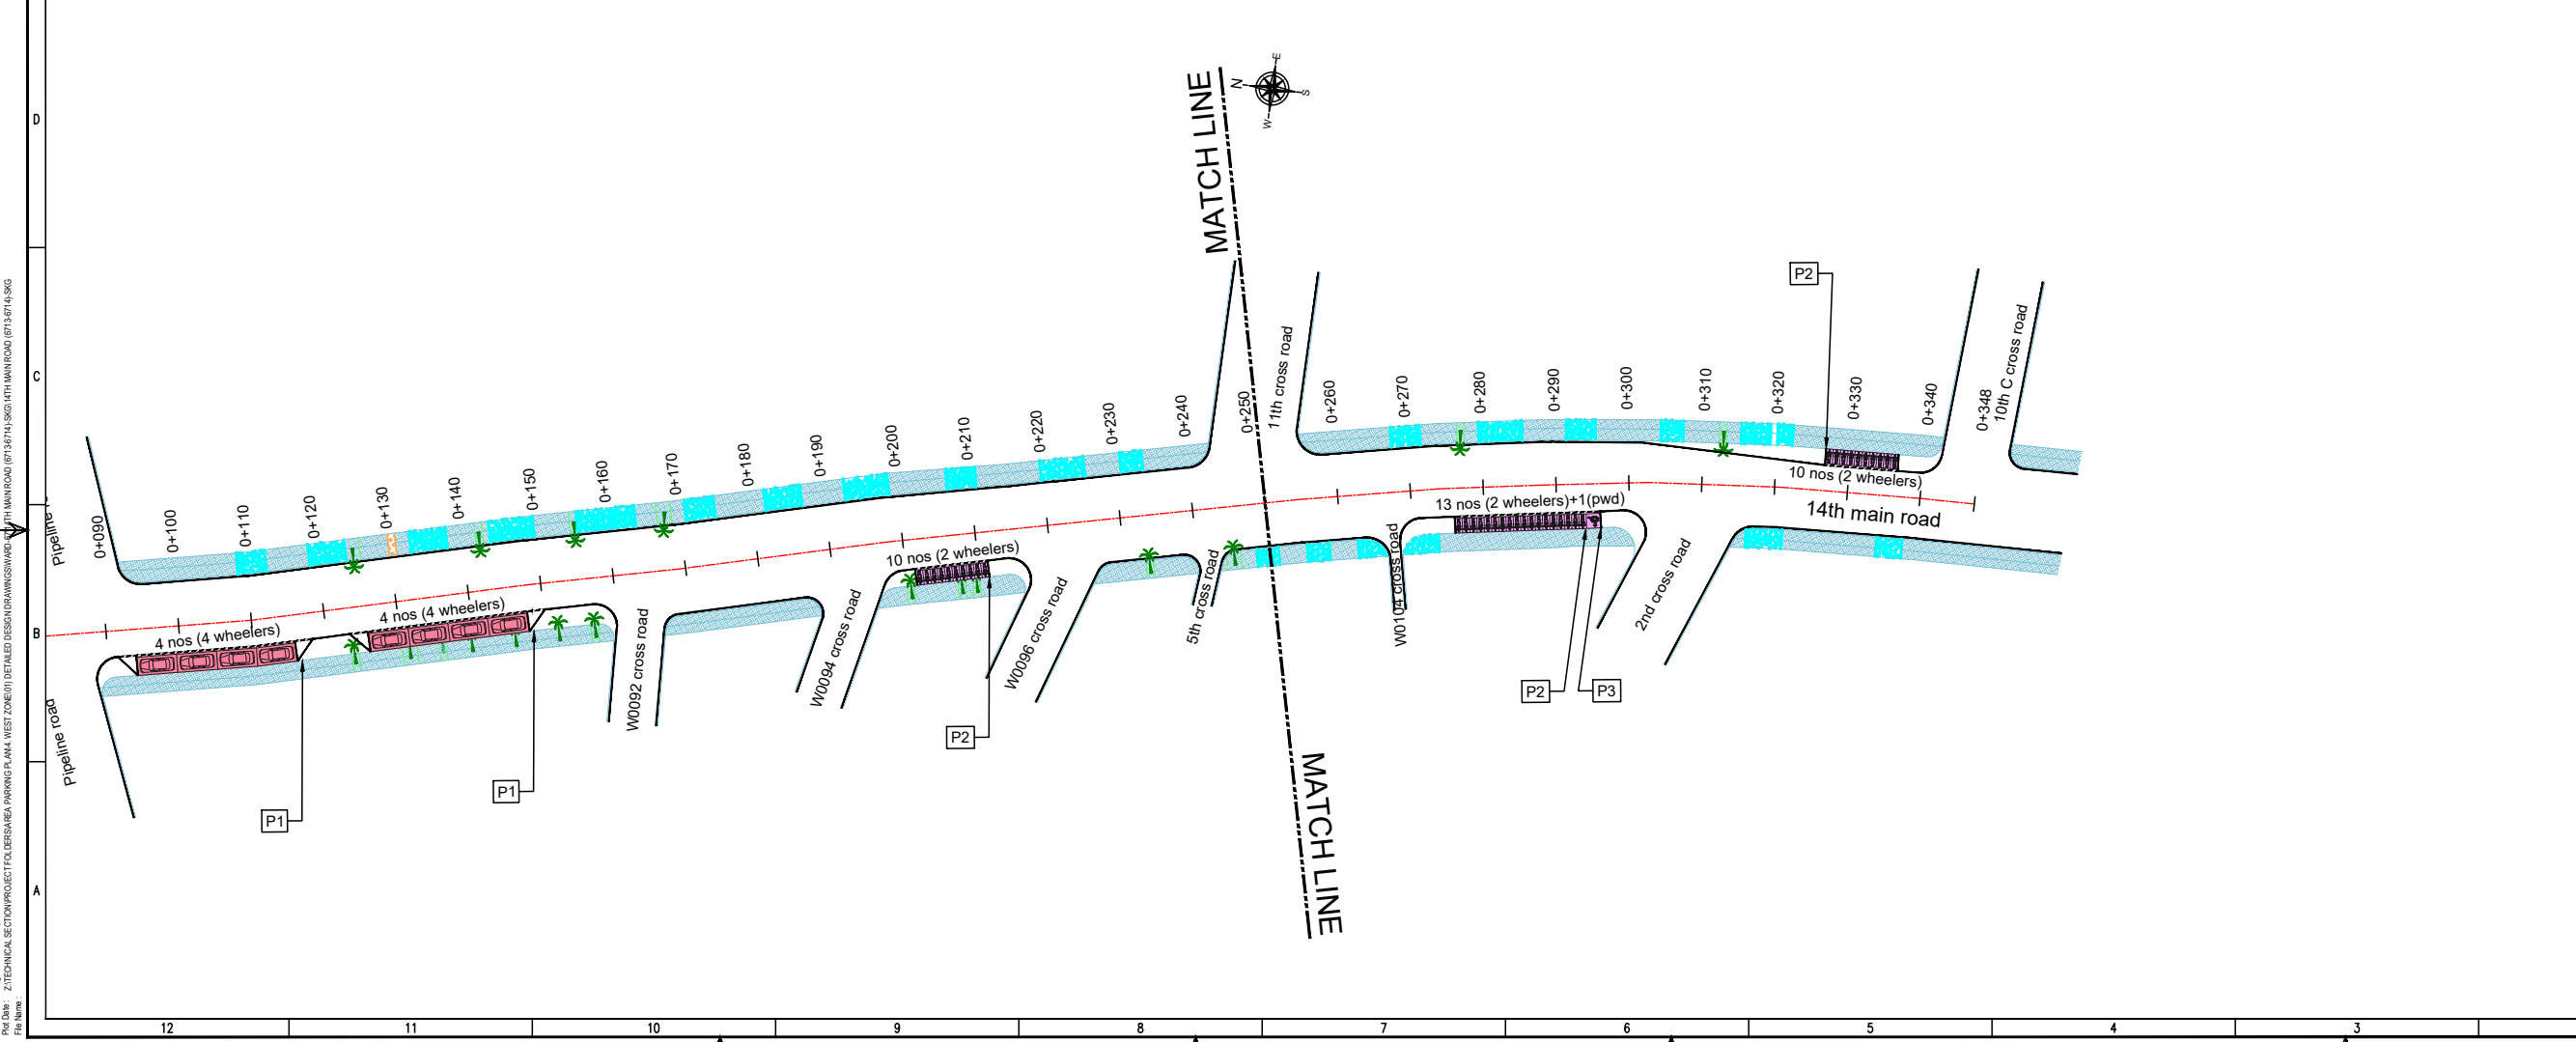 D
C
B
A
MATCH LINE
N
E
S
W
P2
11th cross road
10th C cross road
0+090
0+100
0+110
0+120
0+130
0+140
0+150
0+160
0+170
0+180
0+190
0+200
0+210
0+220
0+230
0+240
0+250
0+260
0+270
0+280
0+290
0+300
0+310
0+320
0+330
0+340
0+348
10 nos (2 wheelers)
14th main road
13 nos (2 wheelers)+1(pwd)
10 nos (2 wheelers)
4 nos (4 wheelers)
4 nos (4 wheelers)
Pipeline
Pipeline road
W0092 cross road
W0094 cross road
W0096 cross road
5th cross road
W0104 cross road
2nd cross road
P1
P1
P2
P2
P3
MATCH LINE
12
11
10
9
8
7
6
5
4
3
Plot Date :
File Name :